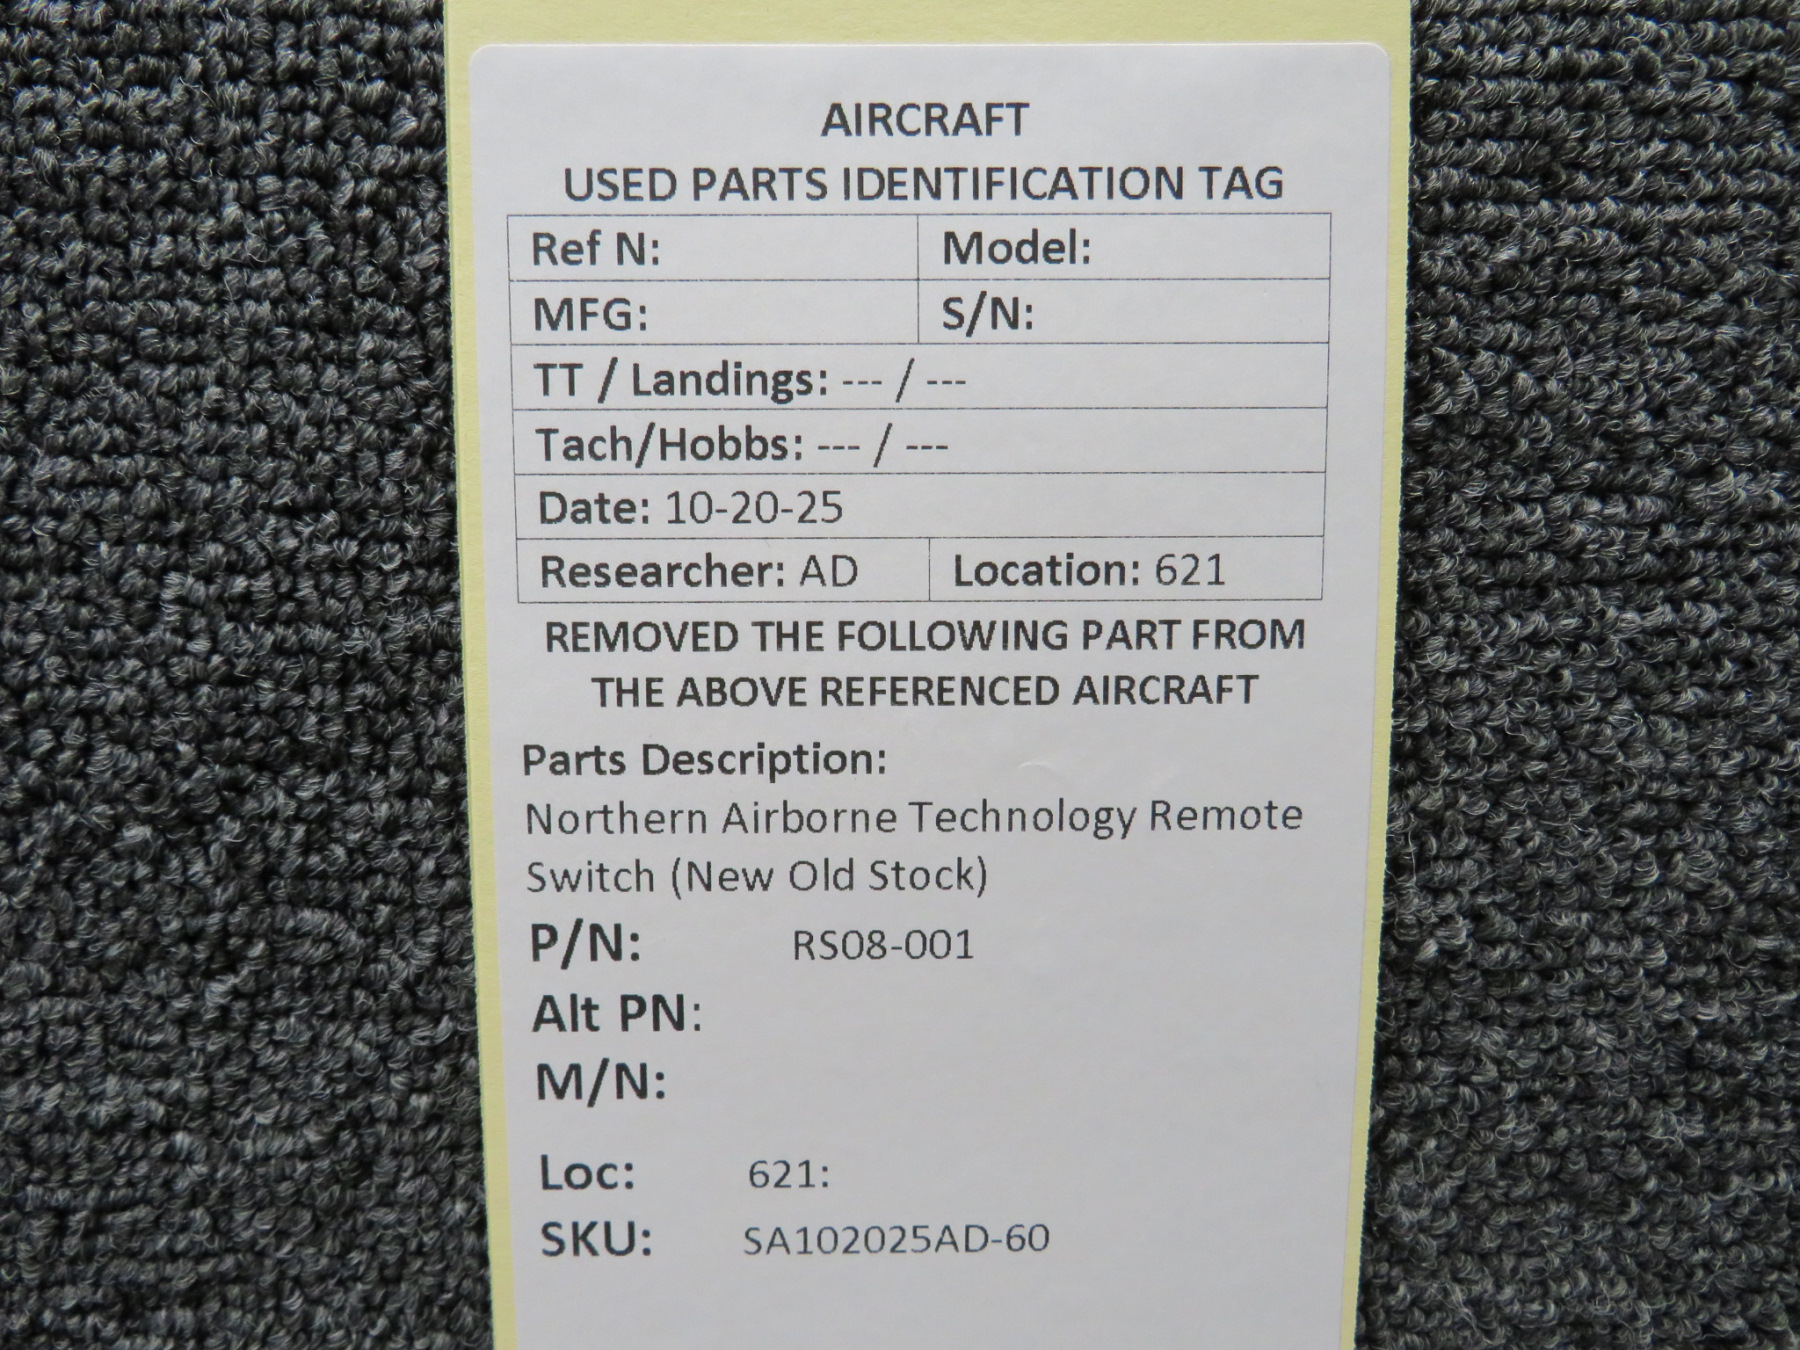 AIRCRAFT
USED PARTS IDENTIFICATION TAG
Ref N: Model:
MFG: S/N:
TT / Landings: --- / ---
Tach/Hobbs: --- / ---
Date: 10-20-25
Researcher: AD Location: 621
REMOVED THE FOLLOWING PART FROM
THE ABOVE REFERENCED AIRCRAFT
Parts Description:
Northern Airborne Technology Remote
Switch (New Old Stock)
P/N: RS08-001
Alt PN:
M/N:
Loc: 621:
SKU: SA102025AD-60